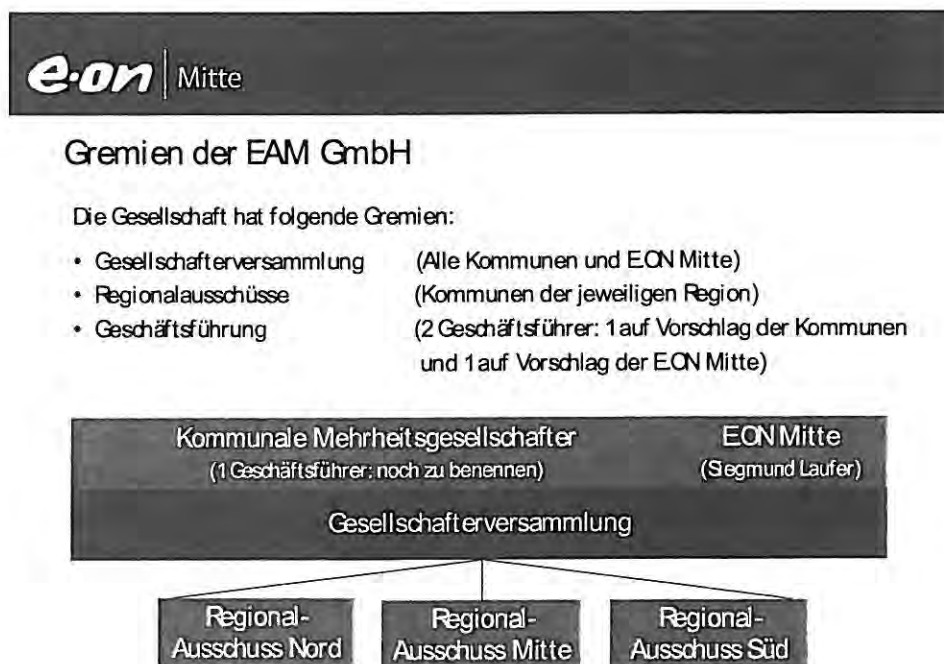 e·on | Mitte
Gremien der EAM GmbH
Die Gesellschaft hat folgende Gremien:
• Gesellschafterversammlung (Alle Kommunen und E.ON Mitte)
• Regionalausschüsse (Kommunen der jeweiligen Region)
• Geschäftsführung (2 Geschäftsführer: 1 auf Vorschlag der Kommunen
und 1 auf Vorschlag der E.ON Mitte)
Kommunale Mehrheitsgesellschafter EON Mitte
(1 Geschäftsführer: noch zu benennen) (Siegmund Laufer)
Gesellschafterversammlung
Regional- Regional- Regional-
Ausschuss Nord Ausschuss Mitte Ausschuss Süd